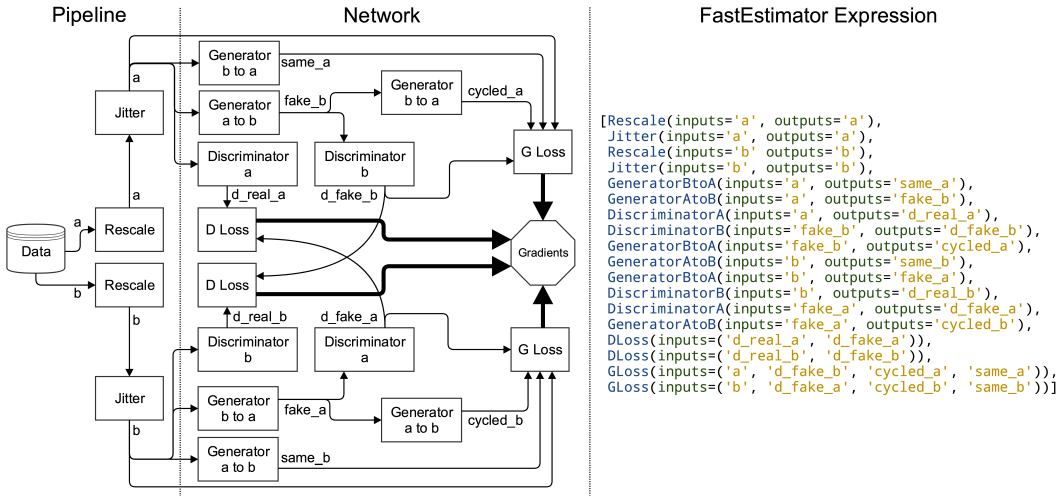 Pipeline
Network
FastEstimator Expression
Generator
b to a
same_a
a
Jitter
Generator
a to b
fake_b
Generator
b to a
cycled_a
G Loss
Discriminator
a
Discriminator
b
d_real_a
d_fake_b
a
a
Data
Rescale
D Loss
Gradients
b
Rescale
D Loss
b
d_real_b
d_fake_a
Discriminator
b
Discriminator
a
G Loss
Jitter
Generator
b to a
fake_a
Generator
a to b
cycled_b
b
Generator
a to b
same_b
[Rescale(inputs='a', outputs='a'),
Jitter(inputs='a', outputs='a'),
Rescale(inputs='b' outputs='b'),
Jitter(inputs='b', outputs='b'),
GeneratorBtoA(inputs='a', outputs='same_a'),
GeneratorAtoB(inputs='a', outputs='fake_b'),
DiscriminatorA(inputs='a', outputs='d_real_a'),
DiscriminatorB(inputs='fake_b', outputs='d_fake_b'),
GeneratorBtoA(inputs='fake_b', outputs='cycled_a'),
GeneratorAtoB(inputs='b', outputs='same_b'),
GeneratorBtoA(inputs='b', outputs='fake_a'),
DiscriminatorB(inputs='b', outputs='d_real_b'),
DiscriminatorA(inputs='fake_a', outputs='d_fake_a'),
GeneratorAtoB(inputs='fake_a', outputs='cycled_b'),
DLoss(inputs=('d_real_a', 'd_fake_a')),
DLoss(inputs=('d_real_b', 'd_fake_b')),
GLoss(inputs=('a', 'd_fake_b', 'cycled_a', 'same_a')),
GLoss(inputs=('b', 'd_fake_a', 'cycled_b', 'same_b'))]